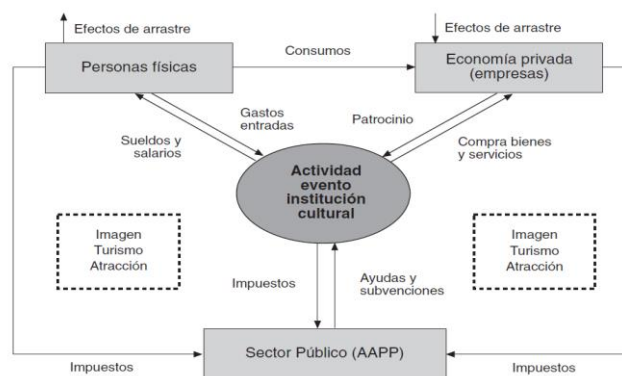 Efectos de arrastre
Efectos de arrastre
Personas físicas
Consumos
Economía privada
(empresas)
Gastos
entradas
Patrocinio
Sueldos y
salarios
Compra bienes
y servicios
Actividad
evento
institución
cultural
Imagen
Turismo
Atracción
Imagen
Turismo
Atracción
Impuestos
Ayudas y
subvenciones
Sector Público (AAPP)
Impuestos
Impuestos